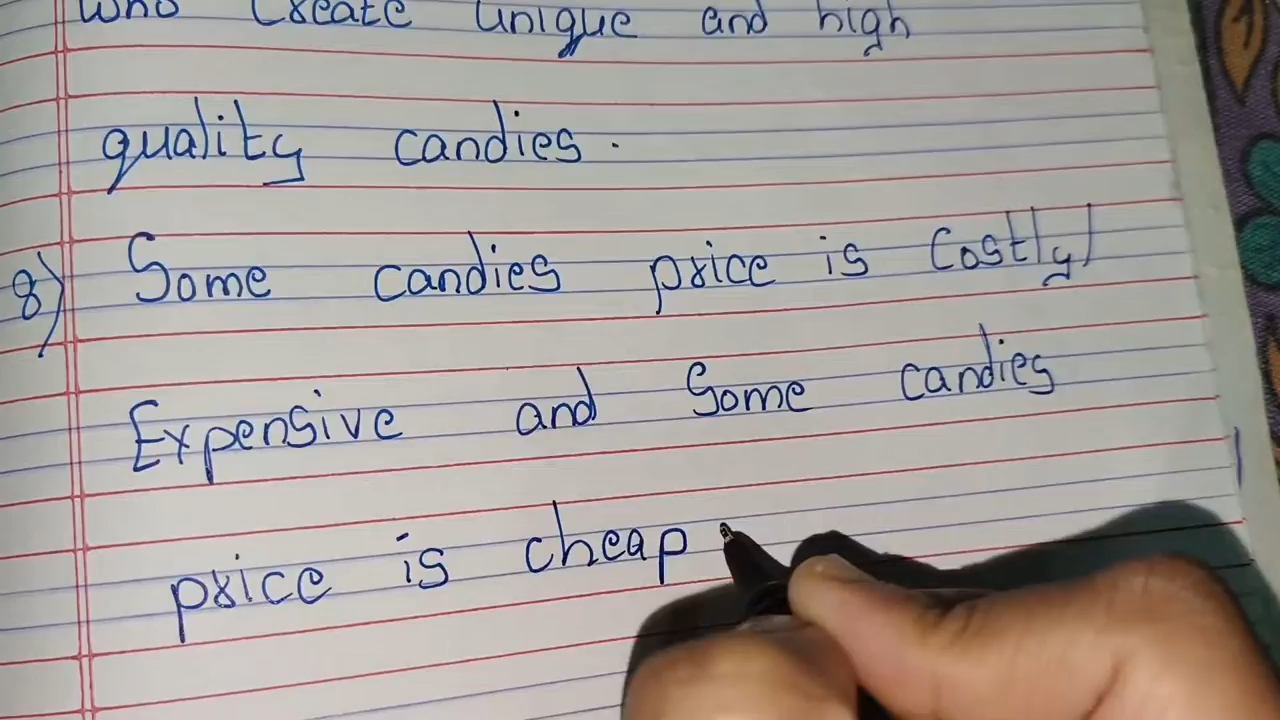 who create unique and high
quality candies.
8) Some candies price is Costly/
Expensive and Some candies
price is cheap